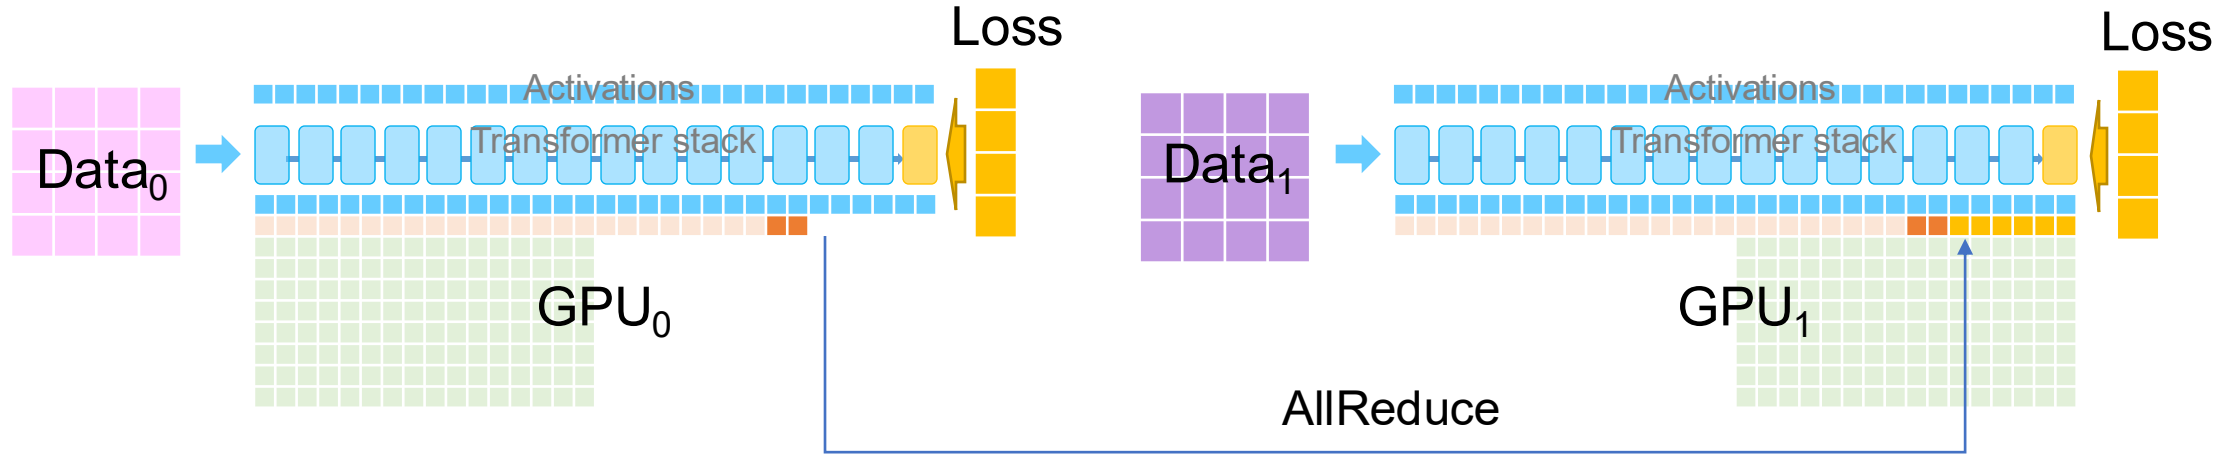 Loss
Activations
Transformer stack
Data0
GPU0
Loss
Activations
Transformer stack
Data1
GPU1
AllReduce